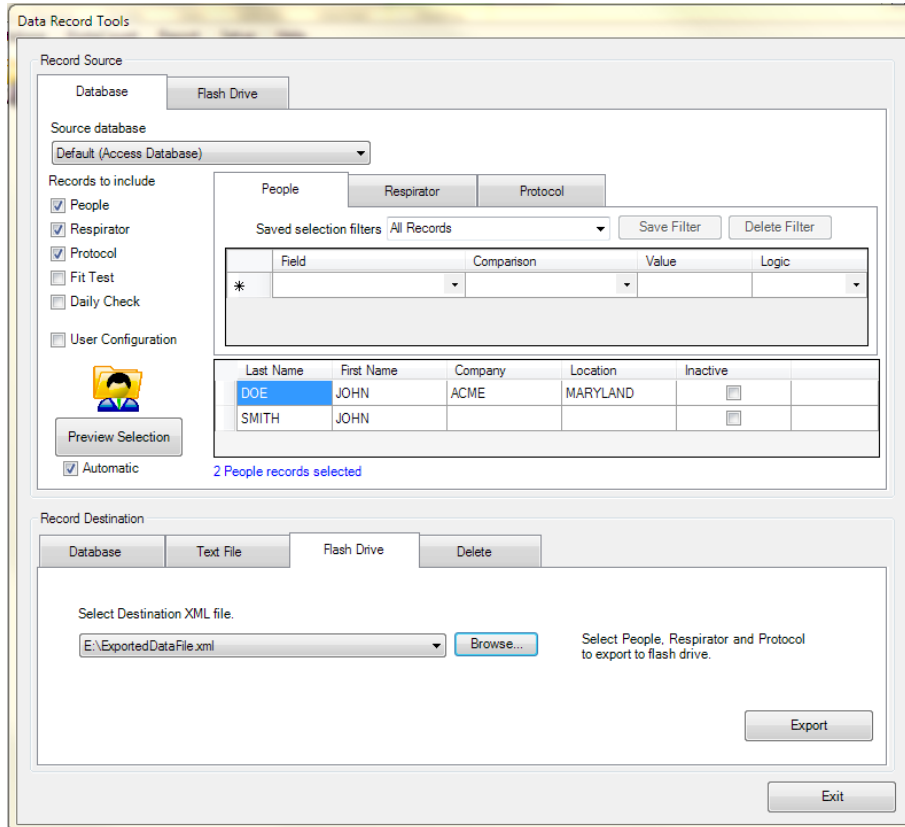 Data Record Tools
Record Source
Database Flash Drive
Source database
Default (Access Database)
Records to include
People Respirator Protocol
People
Respirator
Protocol
Fit Test
Daily Check
User Configuration
Saved selection filters All Records Save Filter Delete Filter
Field Comparison Value Logic
*
Last Name First Name Company Location Inactive
DOE JOHN ACME MARYLAND
SMITH JOHN
Preview Selection
Automatic
2 People records selected
Record Destination
Database Text File Flash Drive Delete
Select Destination XML file.
E:\ExportedDataFile.xml Browse...
Select People, Respirator and Protocol
to export to flash drive.
Export
Exit